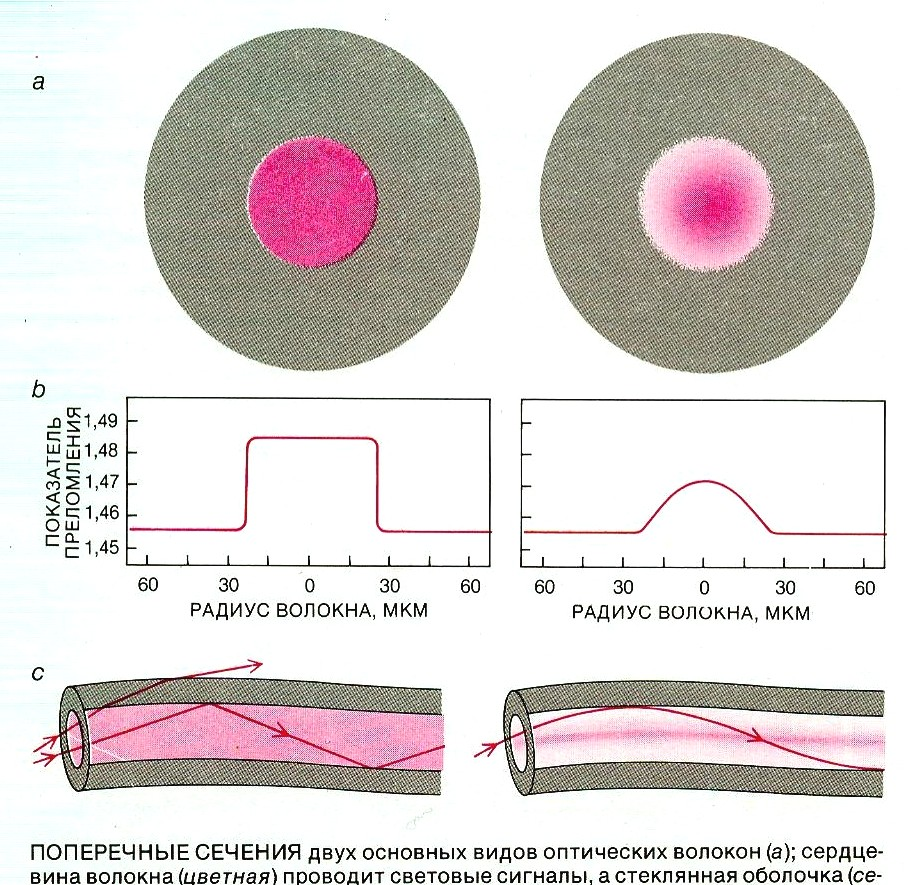 a
b
ПОКАЗАТЕЛЬ
ПРЕЛОМЛЕНИЯ
1,49
1,48
1,47
1,46
1,45
60 30 0 30 60
РАДИУС ВОЛОКНА, МКМ
60 30 0 30 60
РАДИУС ВОЛОКНА, МКМ
c
ПОПЕРЕЧНЫЕ СЕЧЕНИЯ двух основных видов оптических волокон (a); сердце-
вина волокна (цветная) проводит световые сигналы, а стеклянная оболочка (се-